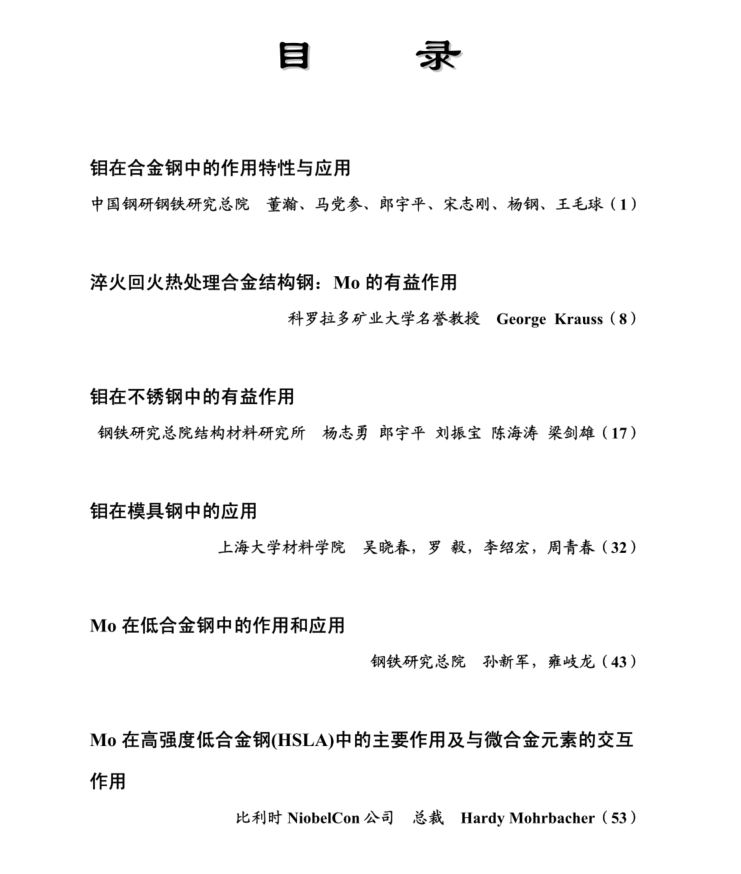 目 录
钼在合金钢中的作用特性与应用
中国钢研钢铁研究总院 董瀚、马党参、郎宇平、宋志刚、杨钢、王毛球（1）
淬火回火热处理合金结构钢：Mo 的有益作用
科罗拉多矿业大学名誉教授 George Krauss（8）
钼在不锈钢中的有益作用
钢铁研究总院结构材料研究所 杨志勇 郎宇平 刘振宝 陈海涛 梁剑雄（17）
钼在模具钢中的应用
上海大学材料学院 吴晓春，罗 毅，李绍宏，周青春（32）
Mo 在低合金钢中的作用和应用
钢铁研究总院 孙新军，雍岐龙（43）
Mo 在高强度低合金钢(HSLA)中的主要作用及与微合金元素的交互
作用
比利时 NiobelCon 公司 总裁 Hardy Mohrbacher（53）